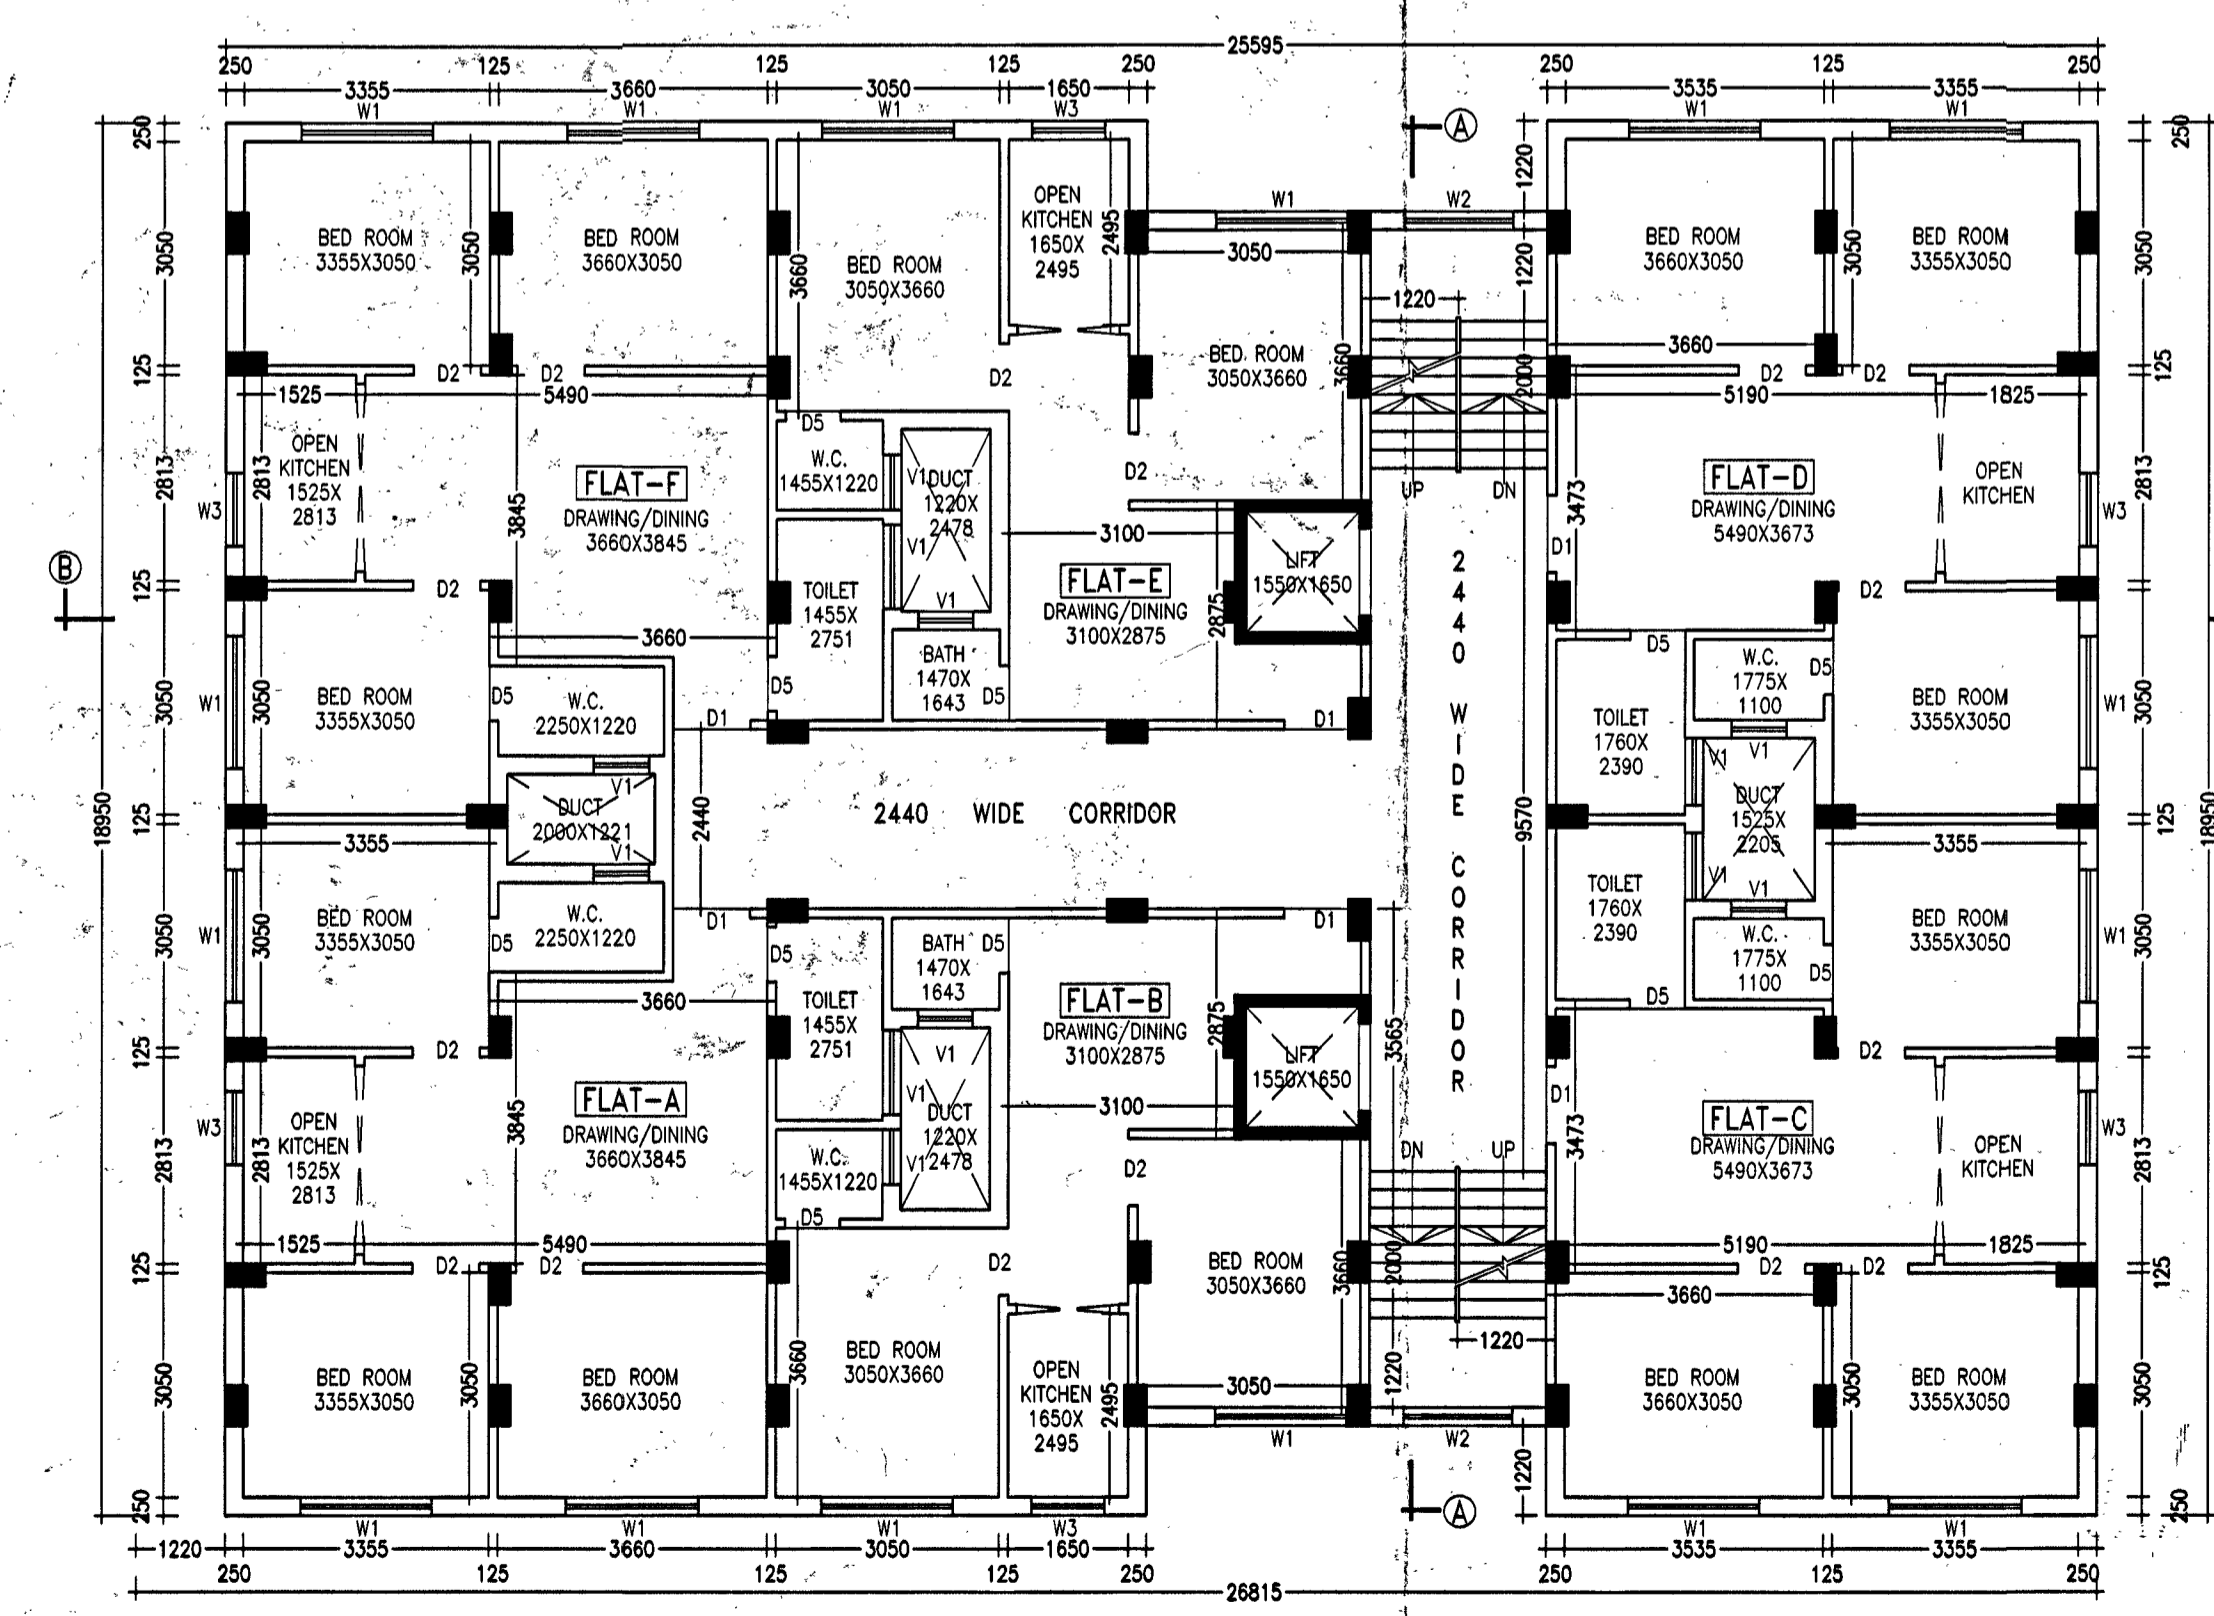 25595
250 125 125 125 250 250 125 250
3355 3660 3050 1650 3535 3355
W1 W1 W1 W3 W1 W1
A
250
1220
250
W1 W2
BED ROOM
3355X3050
3050
3050
BED ROOM
3660X3050
BED ROOM
3050X3660
3660
OPEN
KITCHEN
1650X
2495
2495
3050
1220
1220
BED ROOM
3660X3050
3050
BED ROOM
3355X3050
3050
BED ROOM
3050X3660
3660
2000
3660
125
D2 D2 D2 D2 D2
125
1525 5490 5190 1825
OPEN
KITCHEN
1525X
2813
2813
2813
W3
3845
FLAT-F
DRAWING/DINING
3660X3845
D5
W.C.
1455X1220
V1
DUCT
1220X
2478
V1
V1
D2
UP DN
3473
FLAT-D
DRAWING/DINING
5490X3673
OPEN
KITCHEN
2813
W3
3100
LIFT
1550X1650
D1
B
125
D2
TOILET
1455X
2751
FLAT-E
DRAWING/DINING
3100X2875
2875
D2
3660
BATH
1470X
1643
D5
D5
W1
3050
3050
BED ROOM
3355X3050
D5
W.C.
2250X1220
D1 D1
D5
W.C.
1775X
1100
D5
TOILET
1760X
2390
BED ROOM
3355X3050
3050
W1
18950
125
3355
DUCT
2000X1221
V1
V1
2440
2440 WIDE CORRIDOR
2440 WIDE CORRIDOR
9570
V1 V1
DUCT
1525X
2205
V1 V1
3355
125
18950
W1
3050
3050
BED ROOM
3355X3050
D5
W.C.
2250X1220
D1
D5
BATH
1470X
1643
D5
D1
TOILET
1760X
2390
W.C.
1775X
1100
D5
D5
BED ROOM
3355X3050
3050
W1
3660
TOILET
1455X
2751
FLAT-B
DRAWING/DINING
3100X2875
2875
LIFT
1550X1650
3565
125
D2 D2
V1
V1
DUCT
1220X
2478
V1
3100
W3
2813
2813
OPEN
KITCHEN
1525X
2813
3845
FLAT-A
DRAWING/DINING
3660X3845
W.C.
1455X1220
D5
D2
DN UP
D1
3473
FLAT-C
DRAWING/DINING
5490X3673
OPEN
KITCHEN
2813
W3
1525 5490 5190 1825
125
D2 D2 D2 D2 D2
125
BED ROOM
3050X3660
3660
2000
3660
1220
3050
3050
BED ROOM
3355X3050
BED ROOM
3660X3050
3660
BED ROOM
3050X3660
OPEN
KITCHEN
1650X
2495
2495
3050
1220
BED ROOM
3660X3050
3050
BED ROOM
3355X3050
3050
W1 W2
1220
250
A
250
W1 W1 W1 W3 W1 W1
1220 3355 3660 3050 1650 3535 3355
250 125 125 125 250 250 125 250
26815